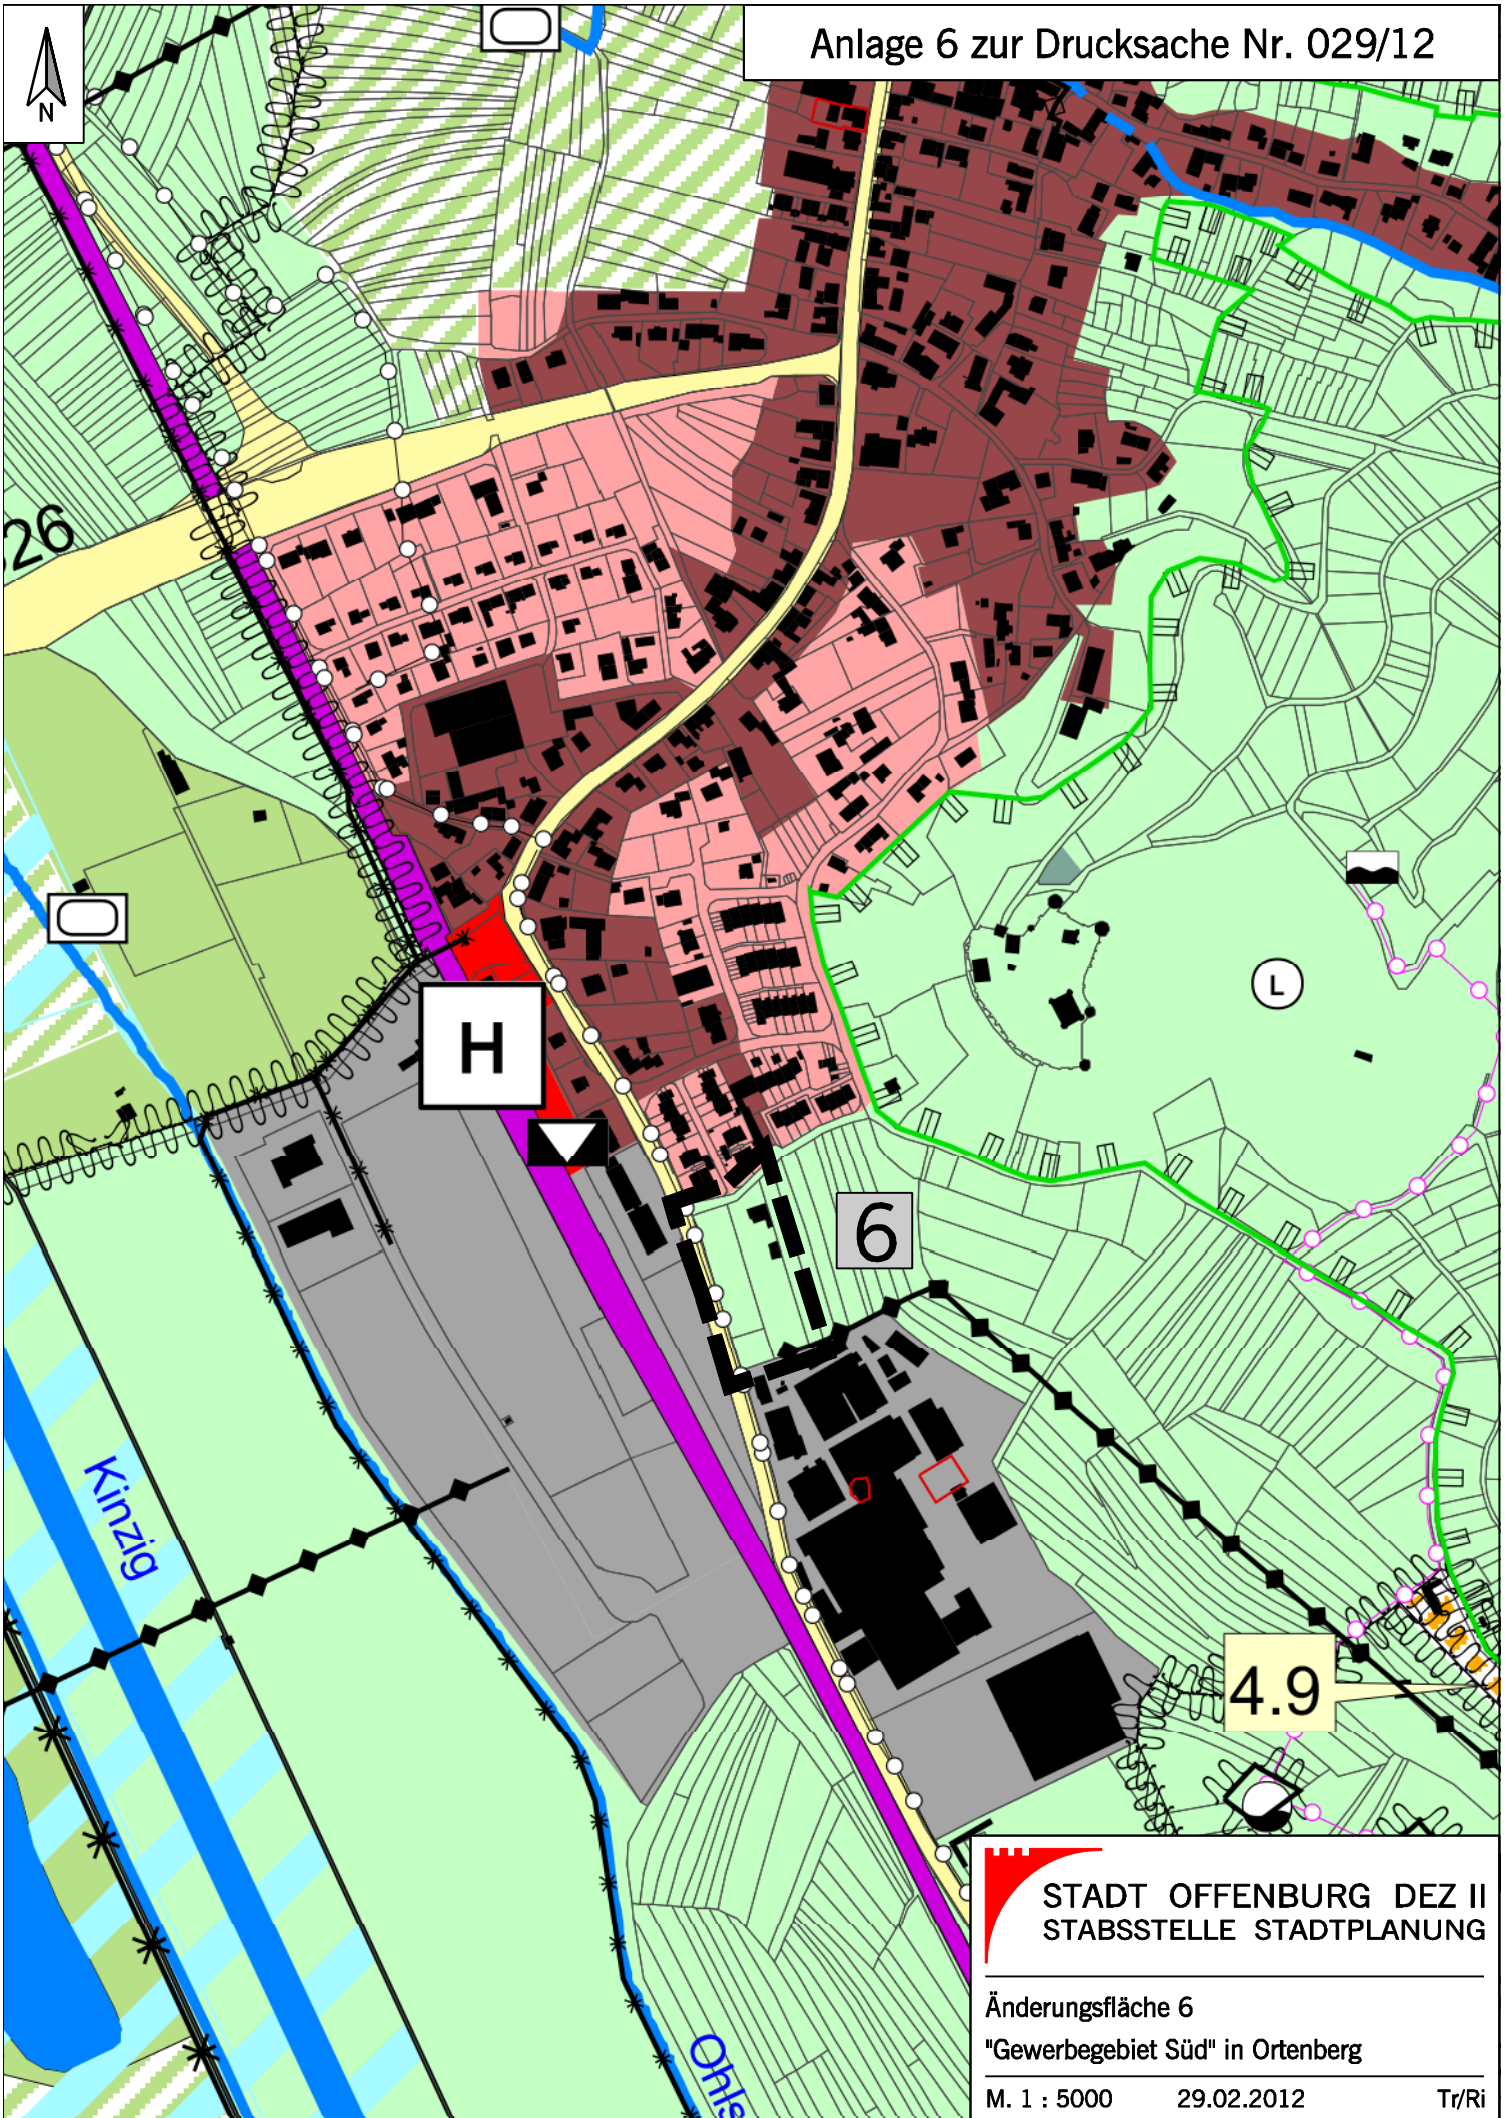 Anlage 6 zur Drucksache Nr. 029/12
N
26
L
H
6
Kinzig
4.9
STADT OFFENBURG DEZ II
STABSSTELLE STADTPLANUNG
Änderungsfläche 6
"Gewerbegebiet Süd" in Ortenberg
M. 1 : 5000 29.02.2012 Tr/Ri
Ohls